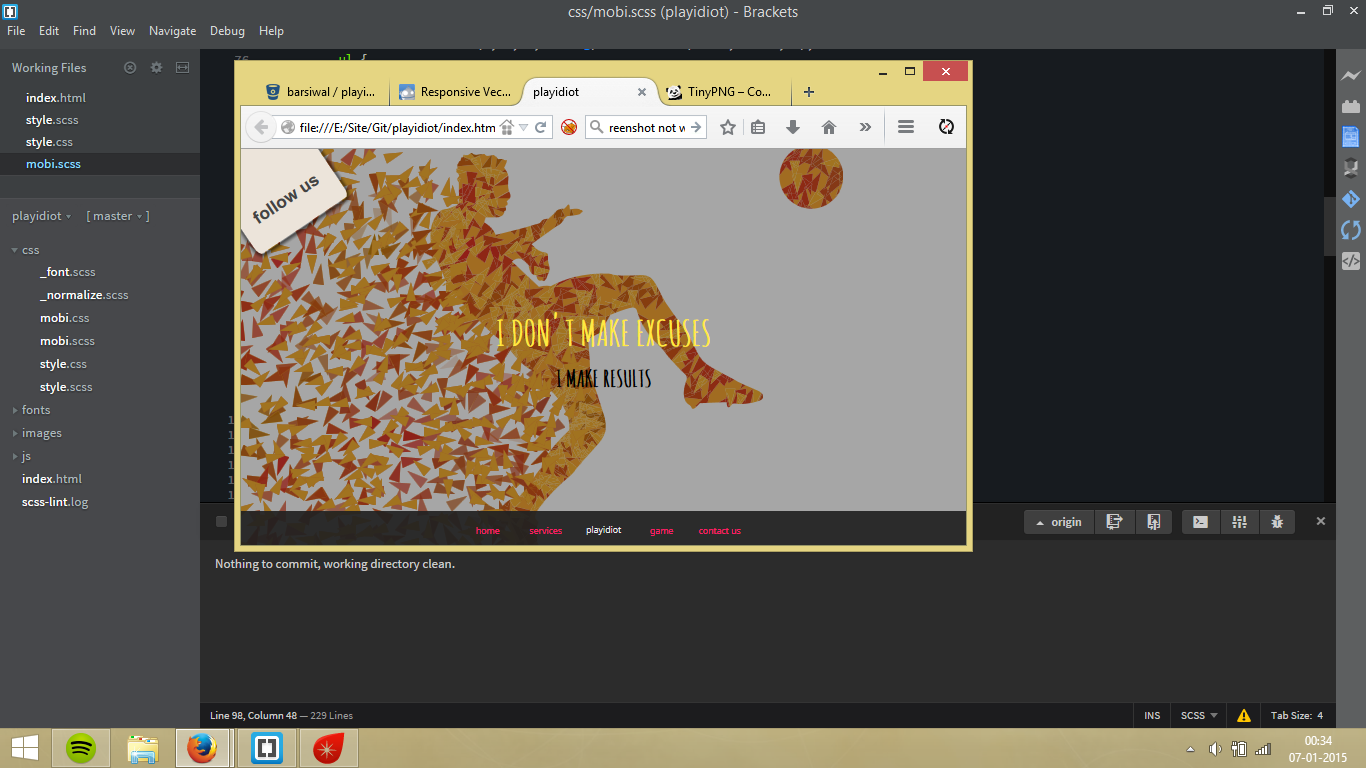 css/mobi.scss (playidiot) - Brackets
File Edit Find View Navigate Debug Help
Working Files
index.html
style.scss
style.css
mobi.scss
playidiot [ master ]
css
_font.scss
_normalize.scss
mobi.css
mobi.scss
style.css
style.scss
fonts
images
js
index.html
scss-lint.log
76 ul {
barsiwal / playi... Responsive Vec... playidiot TinyPNG – Co...
file:///E:/Site/Git/playidiot/index.htm reenshot not w
follow us
I DON'T MAKE EXCUSES
I MAKE RESULTS
home services playidiot game contact us
origin
Nothing to commit, working directory clean.
Line 98, Column 48 — 229 Lines INS SCSS Tab Size: 4
00:34
07-01-2015